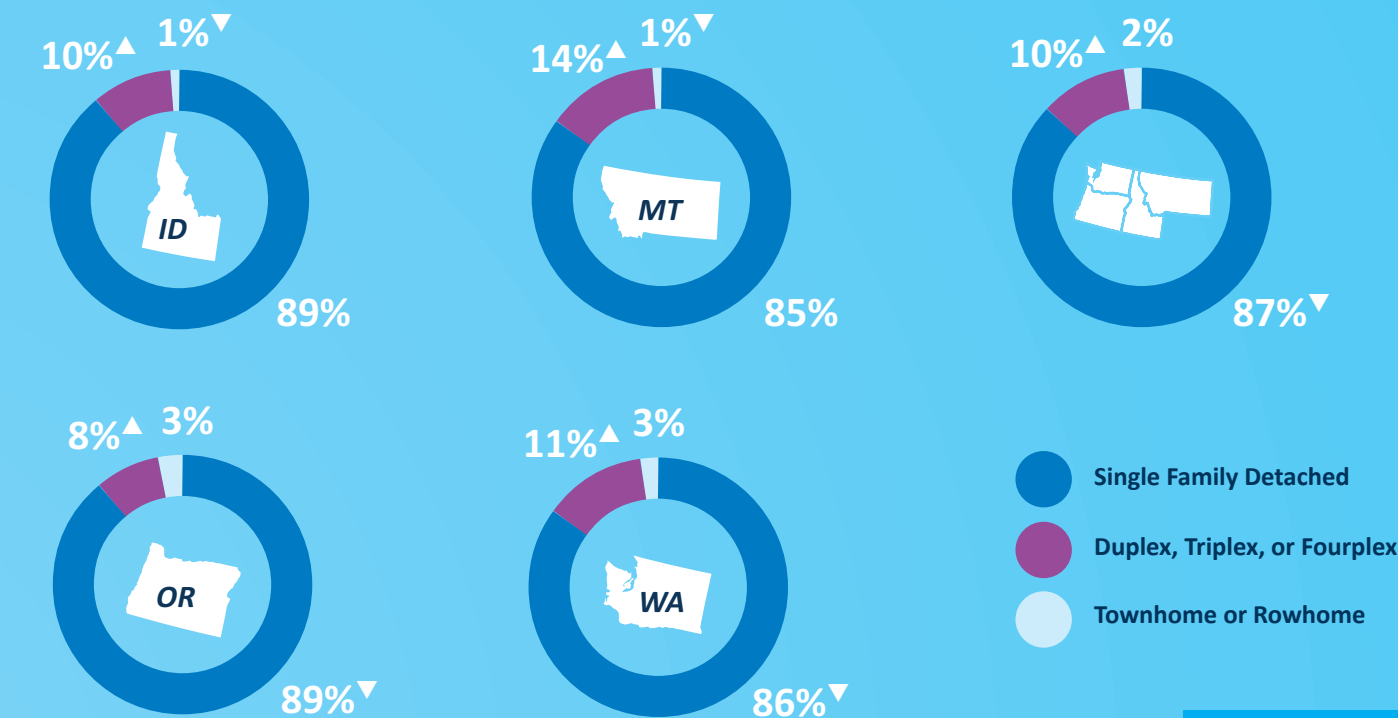 10%▲ 1%▼
ID
89%
14%▲ 1%▼
MT
85%
10%▲ 2%
87%▼
8%▲ 3%
OR
89%▼
11%▲ 3%
WA
86%▼
Single Family Detached
Duplex, Triplex, or Fourplex
Townhome or Rowhome